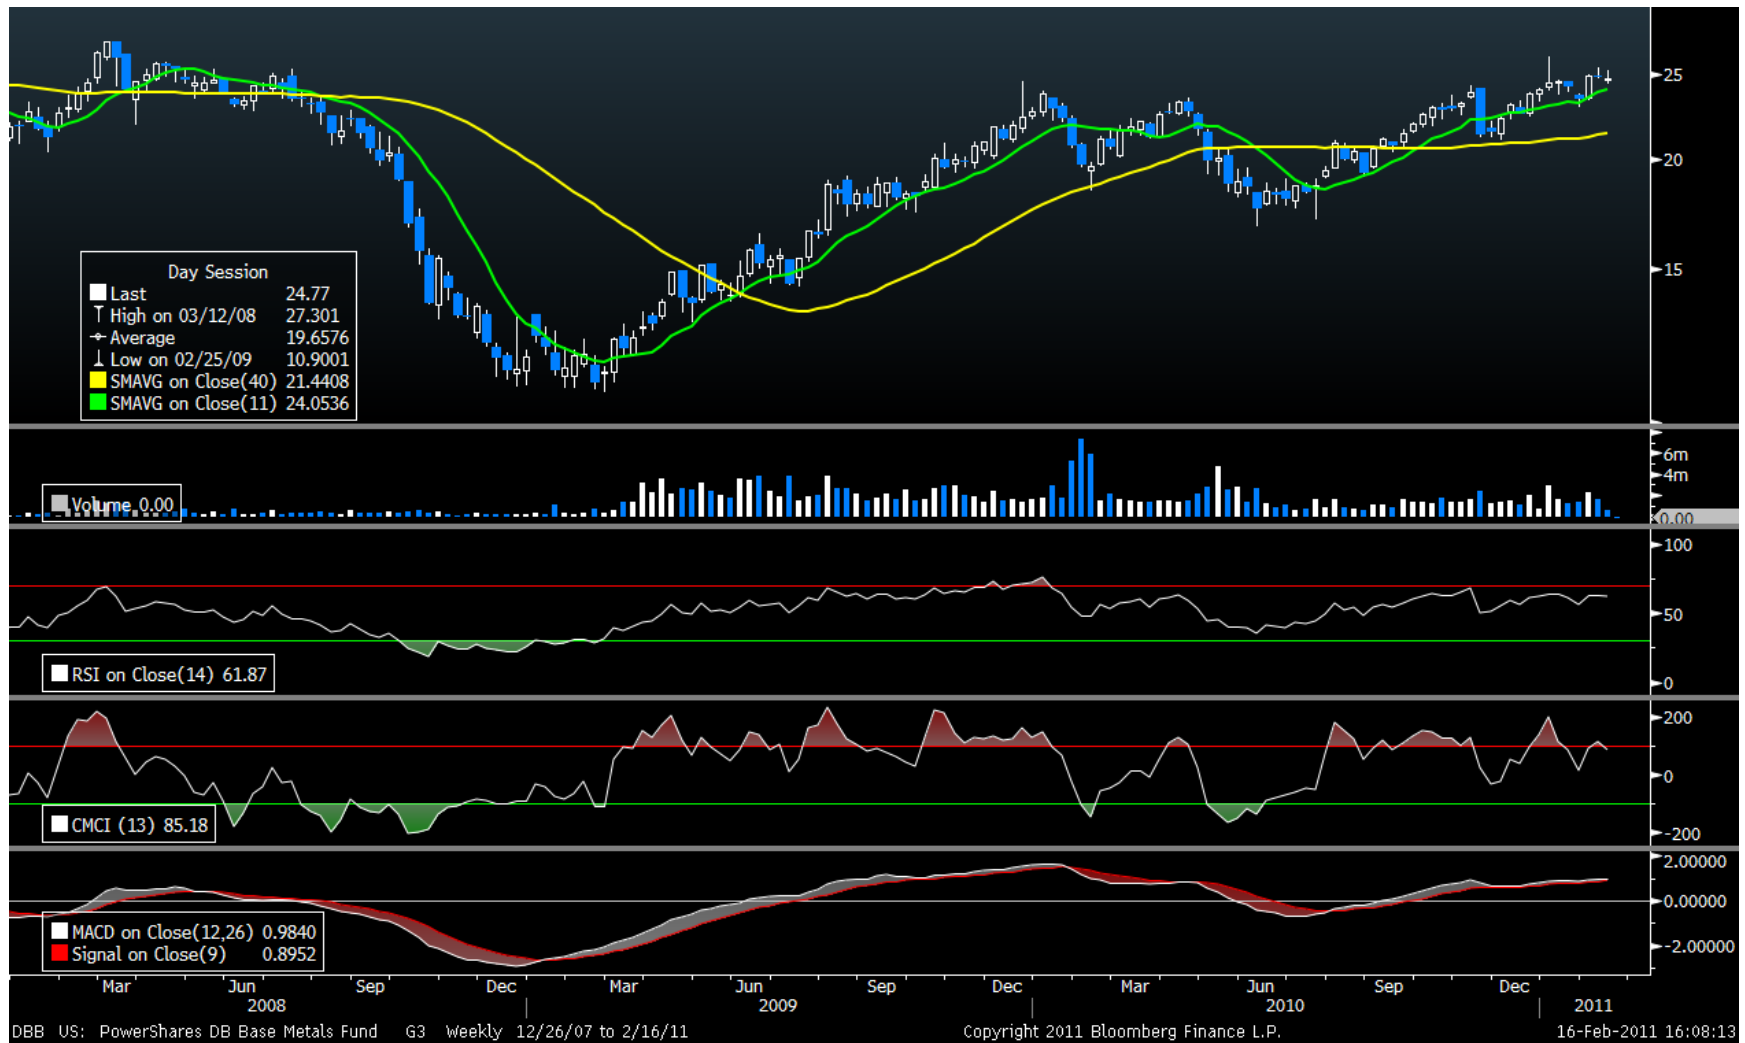 25
20
15
Day Session
Last 24.77
High on 03/12/08 27.301
Average 19.6576
Low on 02/25/09 10.9001
SMAVG on Close(40) 21.4408
SMAVG on Close(11) 24.0536
6m
4m
Volume 0.00
0.00
100
50
0
RSI on Close(14) 61.87
200
0
-200
CMCI (13) 85.18
2.00000
0.00000
-2.00000
MACD on Close(12,26) 0.9840
Signal on Close(9) 0.8952
Mar Jun Sep Dec Mar Jun Sep Dec Mar Jun Sep Dec
2008 2009 2010 2011
DBB US: PowerShares DB Base Metals Fund G3 Weekly 12/26/07 to 2/16/11 Copyright 2011 Bloomberg Finance L.P. 16-Feb-2011 16:08:13